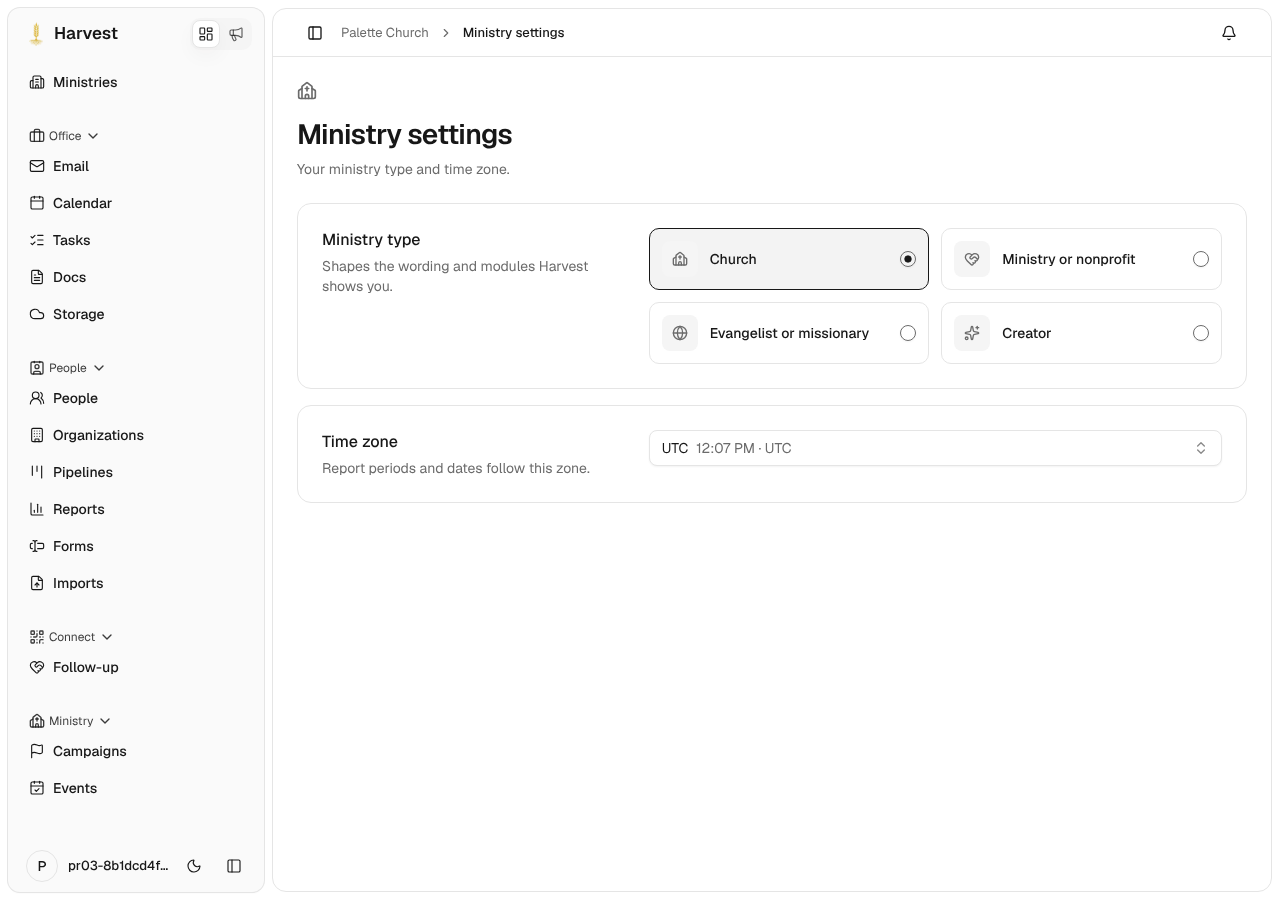 Harvest
Ministries
Office
Email
Calendar
Tasks
Docs
Storage
People
People
Organizations
Pipelines
Reports
Forms
Imports
Connect
Follow-up
Ministry
Campaigns
Events
P
pr03-8b1dcd4f…
Palette Church
Ministry settings
Ministry settings
Your ministry type and time zone.
Ministry type
Shapes the wording and modules Harvest
shows you.
Church
Ministry or nonprofit
Evangelist or missionary
Creator
Time zone
Report periods and dates follow this zone.
UTC 12:07 PM · UTC